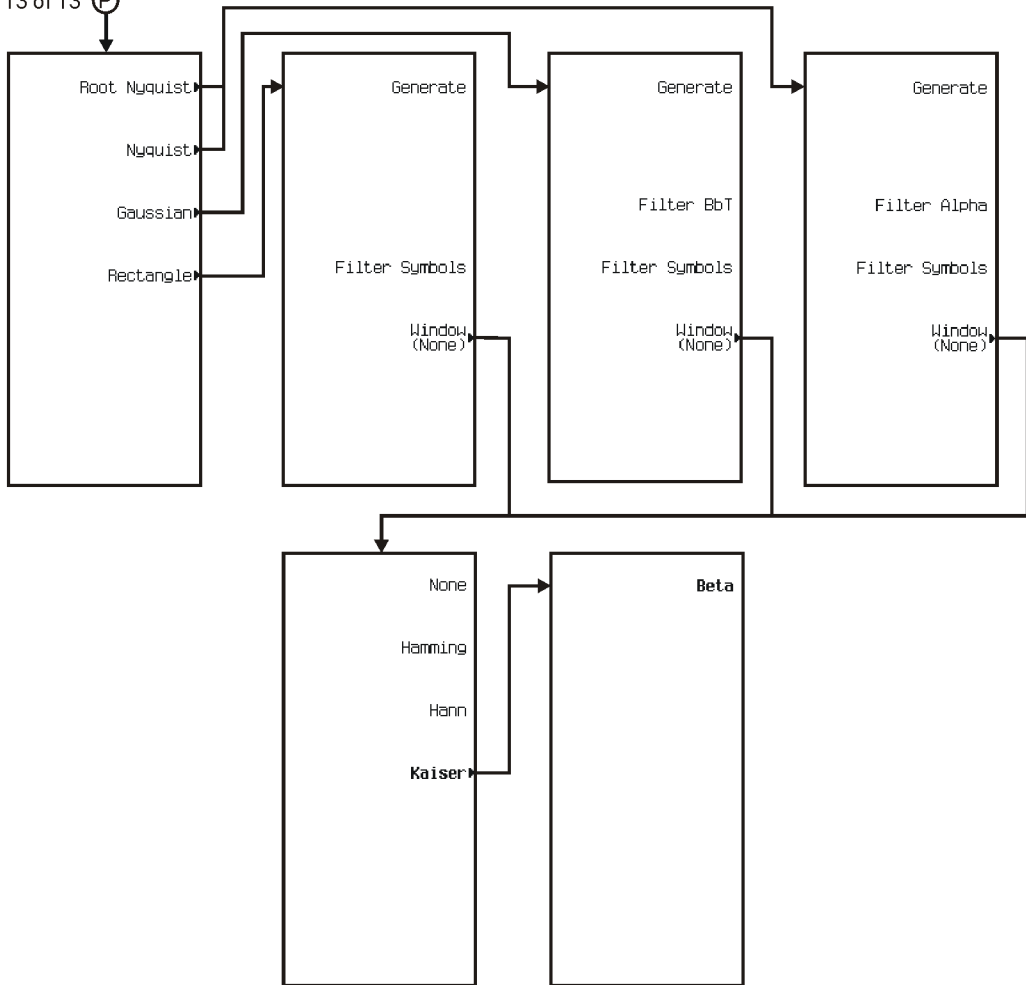 13 of 13 P
Root Nyquist
Nyquist
Gaussian
Rectangle
Generate
Filter Symbols
Window
(None)
Generate
Filter BbT
Filter Symbols
Window
(None)
Generate
Filter Alpha
Filter Symbols
Window
(None)
None
Hamming
Hann
Kaiser
Beta